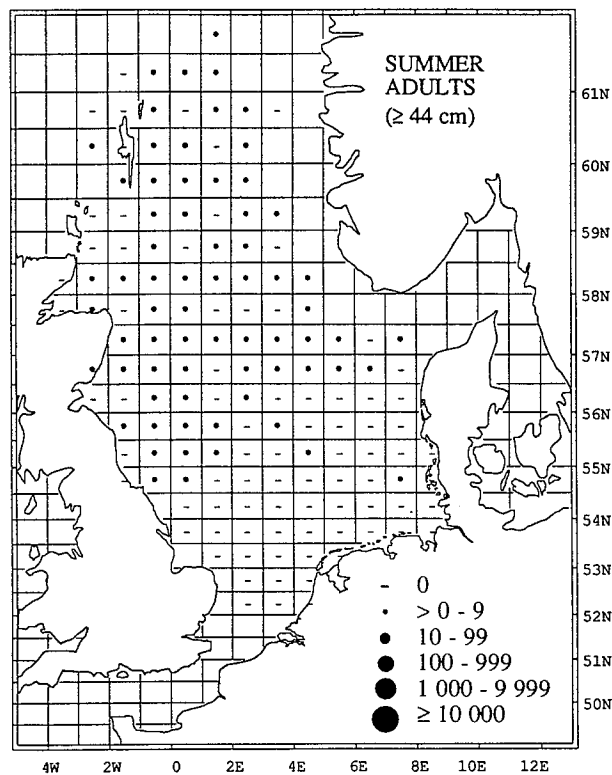 SUMMER
ADULTS
(≥ 44 cm)
61N
60N
59N
58N
57N
56N
55N
54N
53N
52N
51N
50N
- 0
> 0 - 9
10 - 99
100 - 999
1 000 - 9 999
≥ 10 000
4W 2W 0 2E 4E 6E 8E 10E 12E